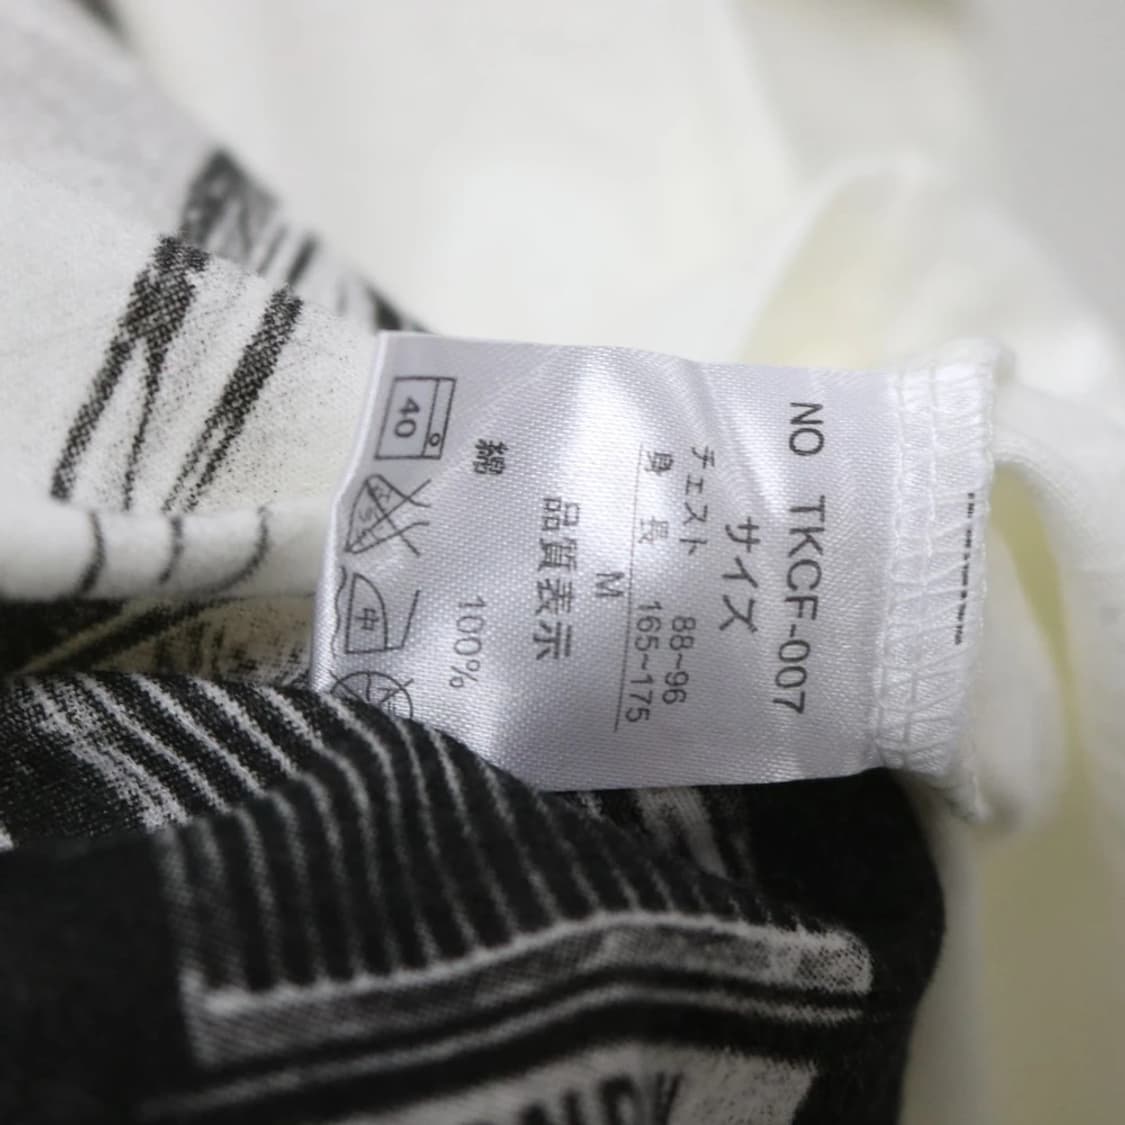 NO TKCF-007
サイズ
チェスト 88~96
身長 165~175
M
品質表示
綿 100%
40
中